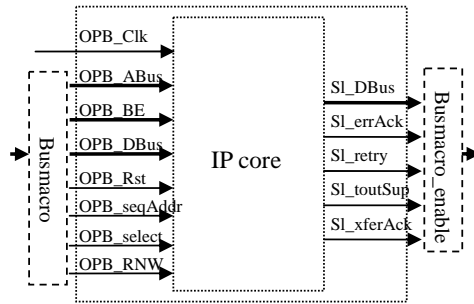 OPB_Clk
OPB_ABus
OPB_BE
OPB_DBus
OPB_Rst
OPB_seqAddr
OPB_select
OPB_RNW
Busmacro
IP core
Sl_DBus
Sl_errAck
Sl_retry
Sl_toutSup
Sl_xferAck
Busmacro_enable